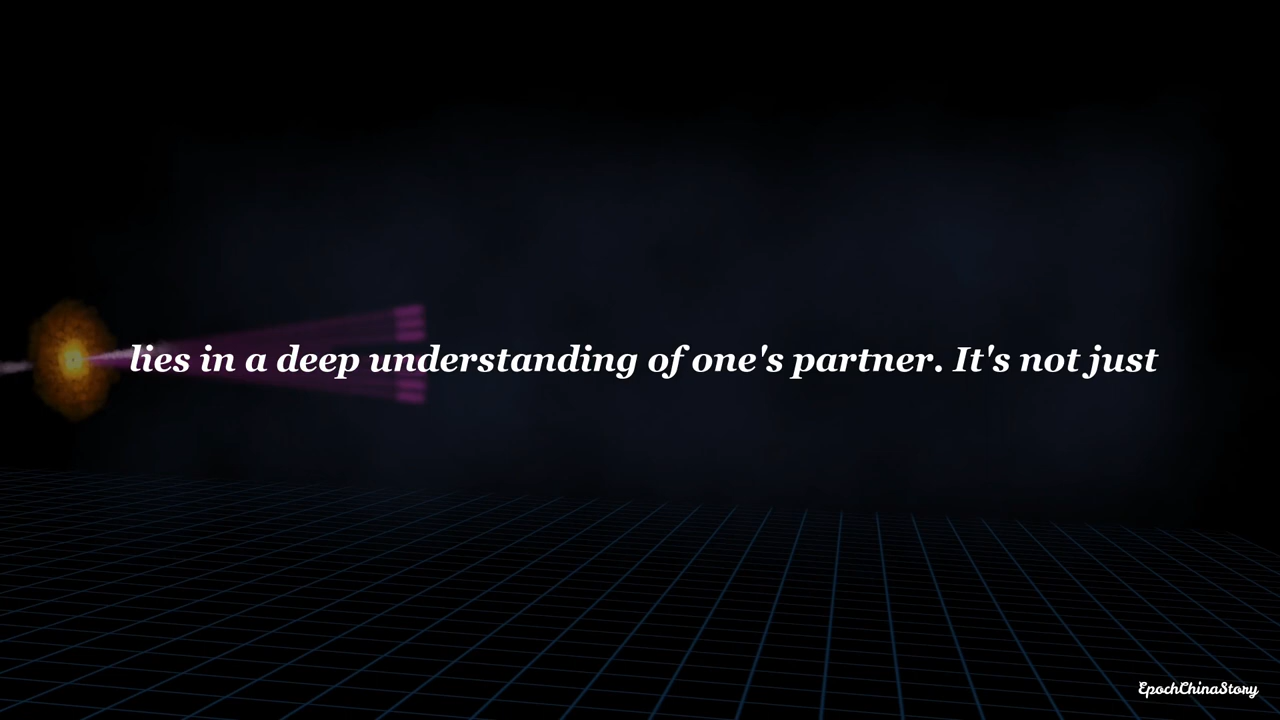 lies in a deep understanding of one's partner. It's not just
EpochChinaStory